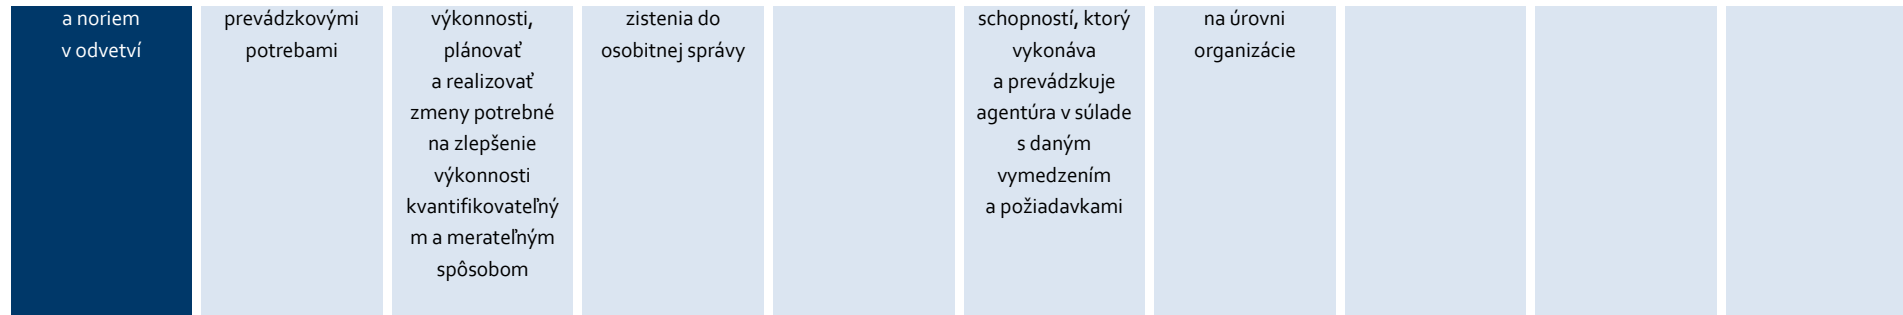 a noriem
v odvetví
prevádzkovými
potrebami
výkonnosti,
plánovať
a realizovať
zmeny potrebné
na zlepšenie
výkonnosti
kvantifikovateľný
m a merateľným
spôsobom
zistenia do
osobitnej správy
schopností, ktorý
vykonáva
a prevádzkuje
agentúra v súlade
s daným
vymedzením
a požiadavkami
na úrovni
organizácie